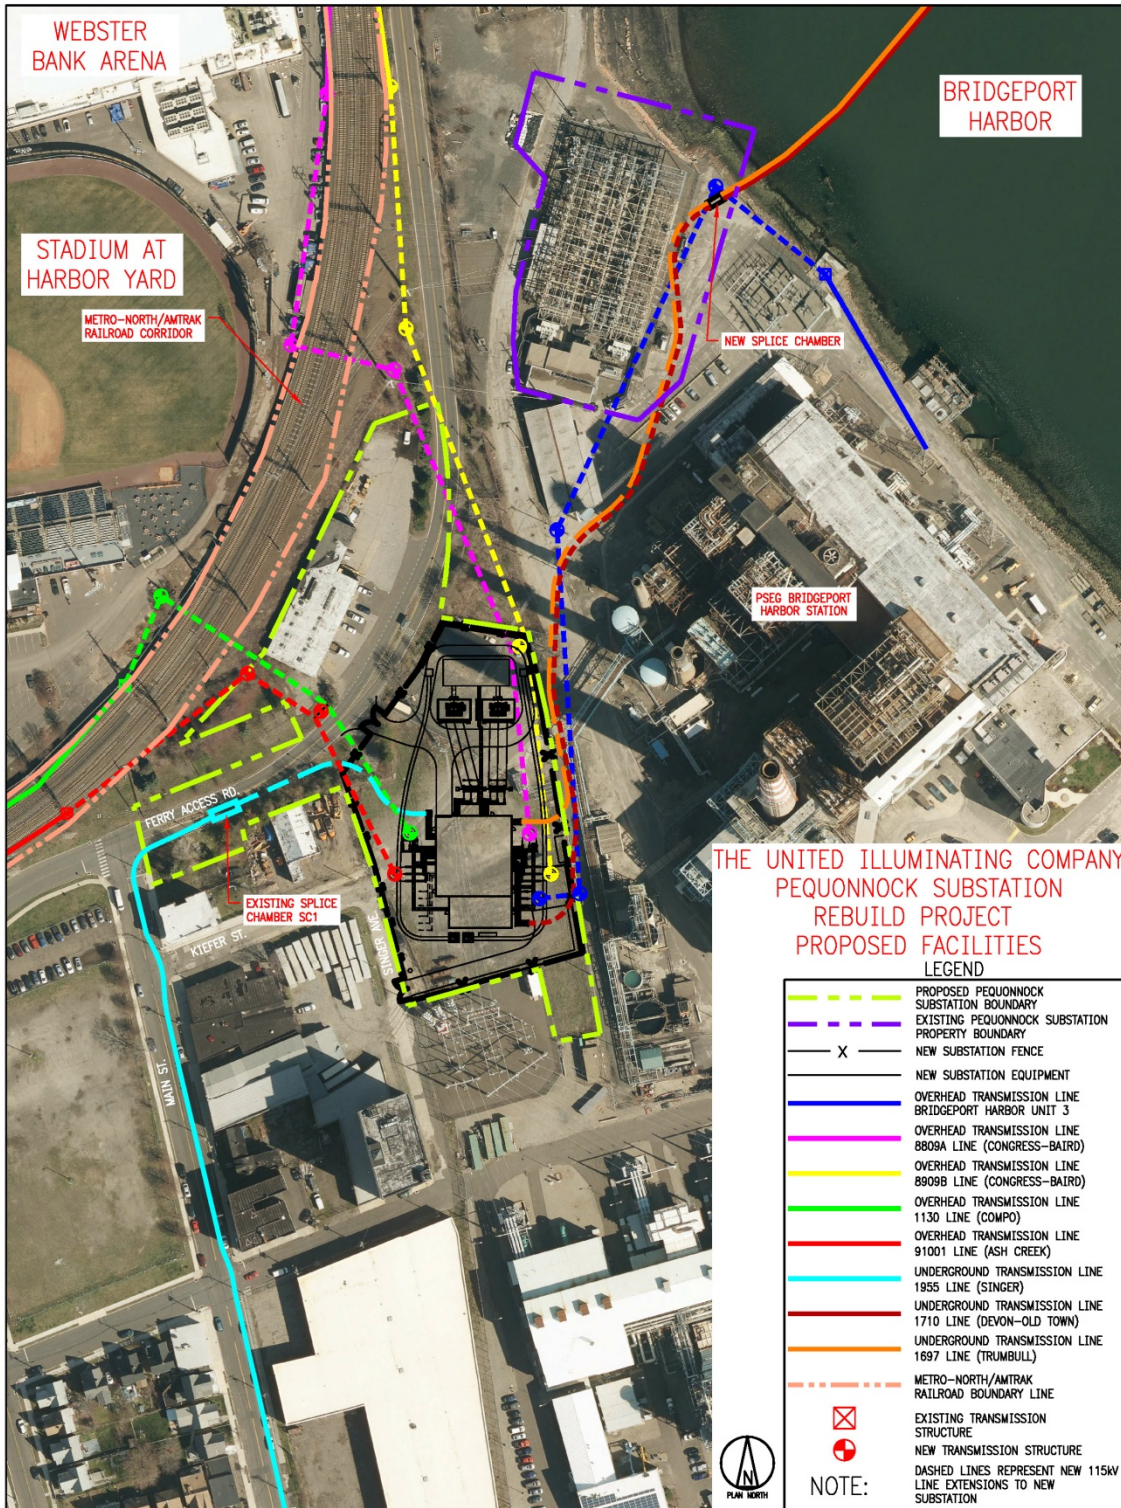 WEBSTER
BANK ARENA
BRIDGEPORT
HARBOR
STADIUM AT
HARBOR YARD
METRO-NORTH/AMTRAK
RAILROAD CORRIDOR
NEW SPLICE CHAMBER
PSEG BRIDGEPORT
HARBOR STATION
FERRY ACCESS RD.
EXISTING SPLICE
CHAMBER SC1
KIEFER ST.
SINGER AVE.
MAIN ST.
THE UNITED ILLUMINATING COMPANY
PEQUONNOCK SUBSTATION
REBUILD PROJECT
PROPOSED FACILITIES
LEGEND
PROPOSED PEQUONNOCK
SUBSTATION BOUNDARY
EXISTING PEQUONNOCK SUBSTATION
PROPERTY BOUNDARY
X NEW SUBSTATION FENCE
NEW SUBSTATION EQUIPMENT
OVERHEAD TRANSMISSION LINE
BRIDGEPORT HARBOR UNIT 3
OVERHEAD TRANSMISSION LINE
8809A LINE (CONGRESS-BAIRD)
OVERHEAD TRANSMISSION LINE
8909B LINE (CONGRESS-BAIRD)
OVERHEAD TRANSMISSION LINE
1130 LINE (COMPO)
OVERHEAD TRANSMISSION LINE
91001 LINE (ASH CREEK)
UNDERGROUND TRANSMISSION LINE
1955 LINE (SINGER)
UNDERGROUND TRANSMISSION LINE
1710 LINE (DEVON-OLD TOWN)
UNDERGROUND TRANSMISSION LINE
1697 LINE (TRUMBULL)
METRO-NORTH/AMTRAK
RAILROAD BOUNDARY LINE
EXISTING TRANSMISSION
STRUCTURE
NEW TRANSMISSION STRUCTURE
NOTE:
DASHED LINES REPRESENT NEW 115kV
LINE EXTENSIONS TO NEW
SUBSTATION
N
PLAN NORTH